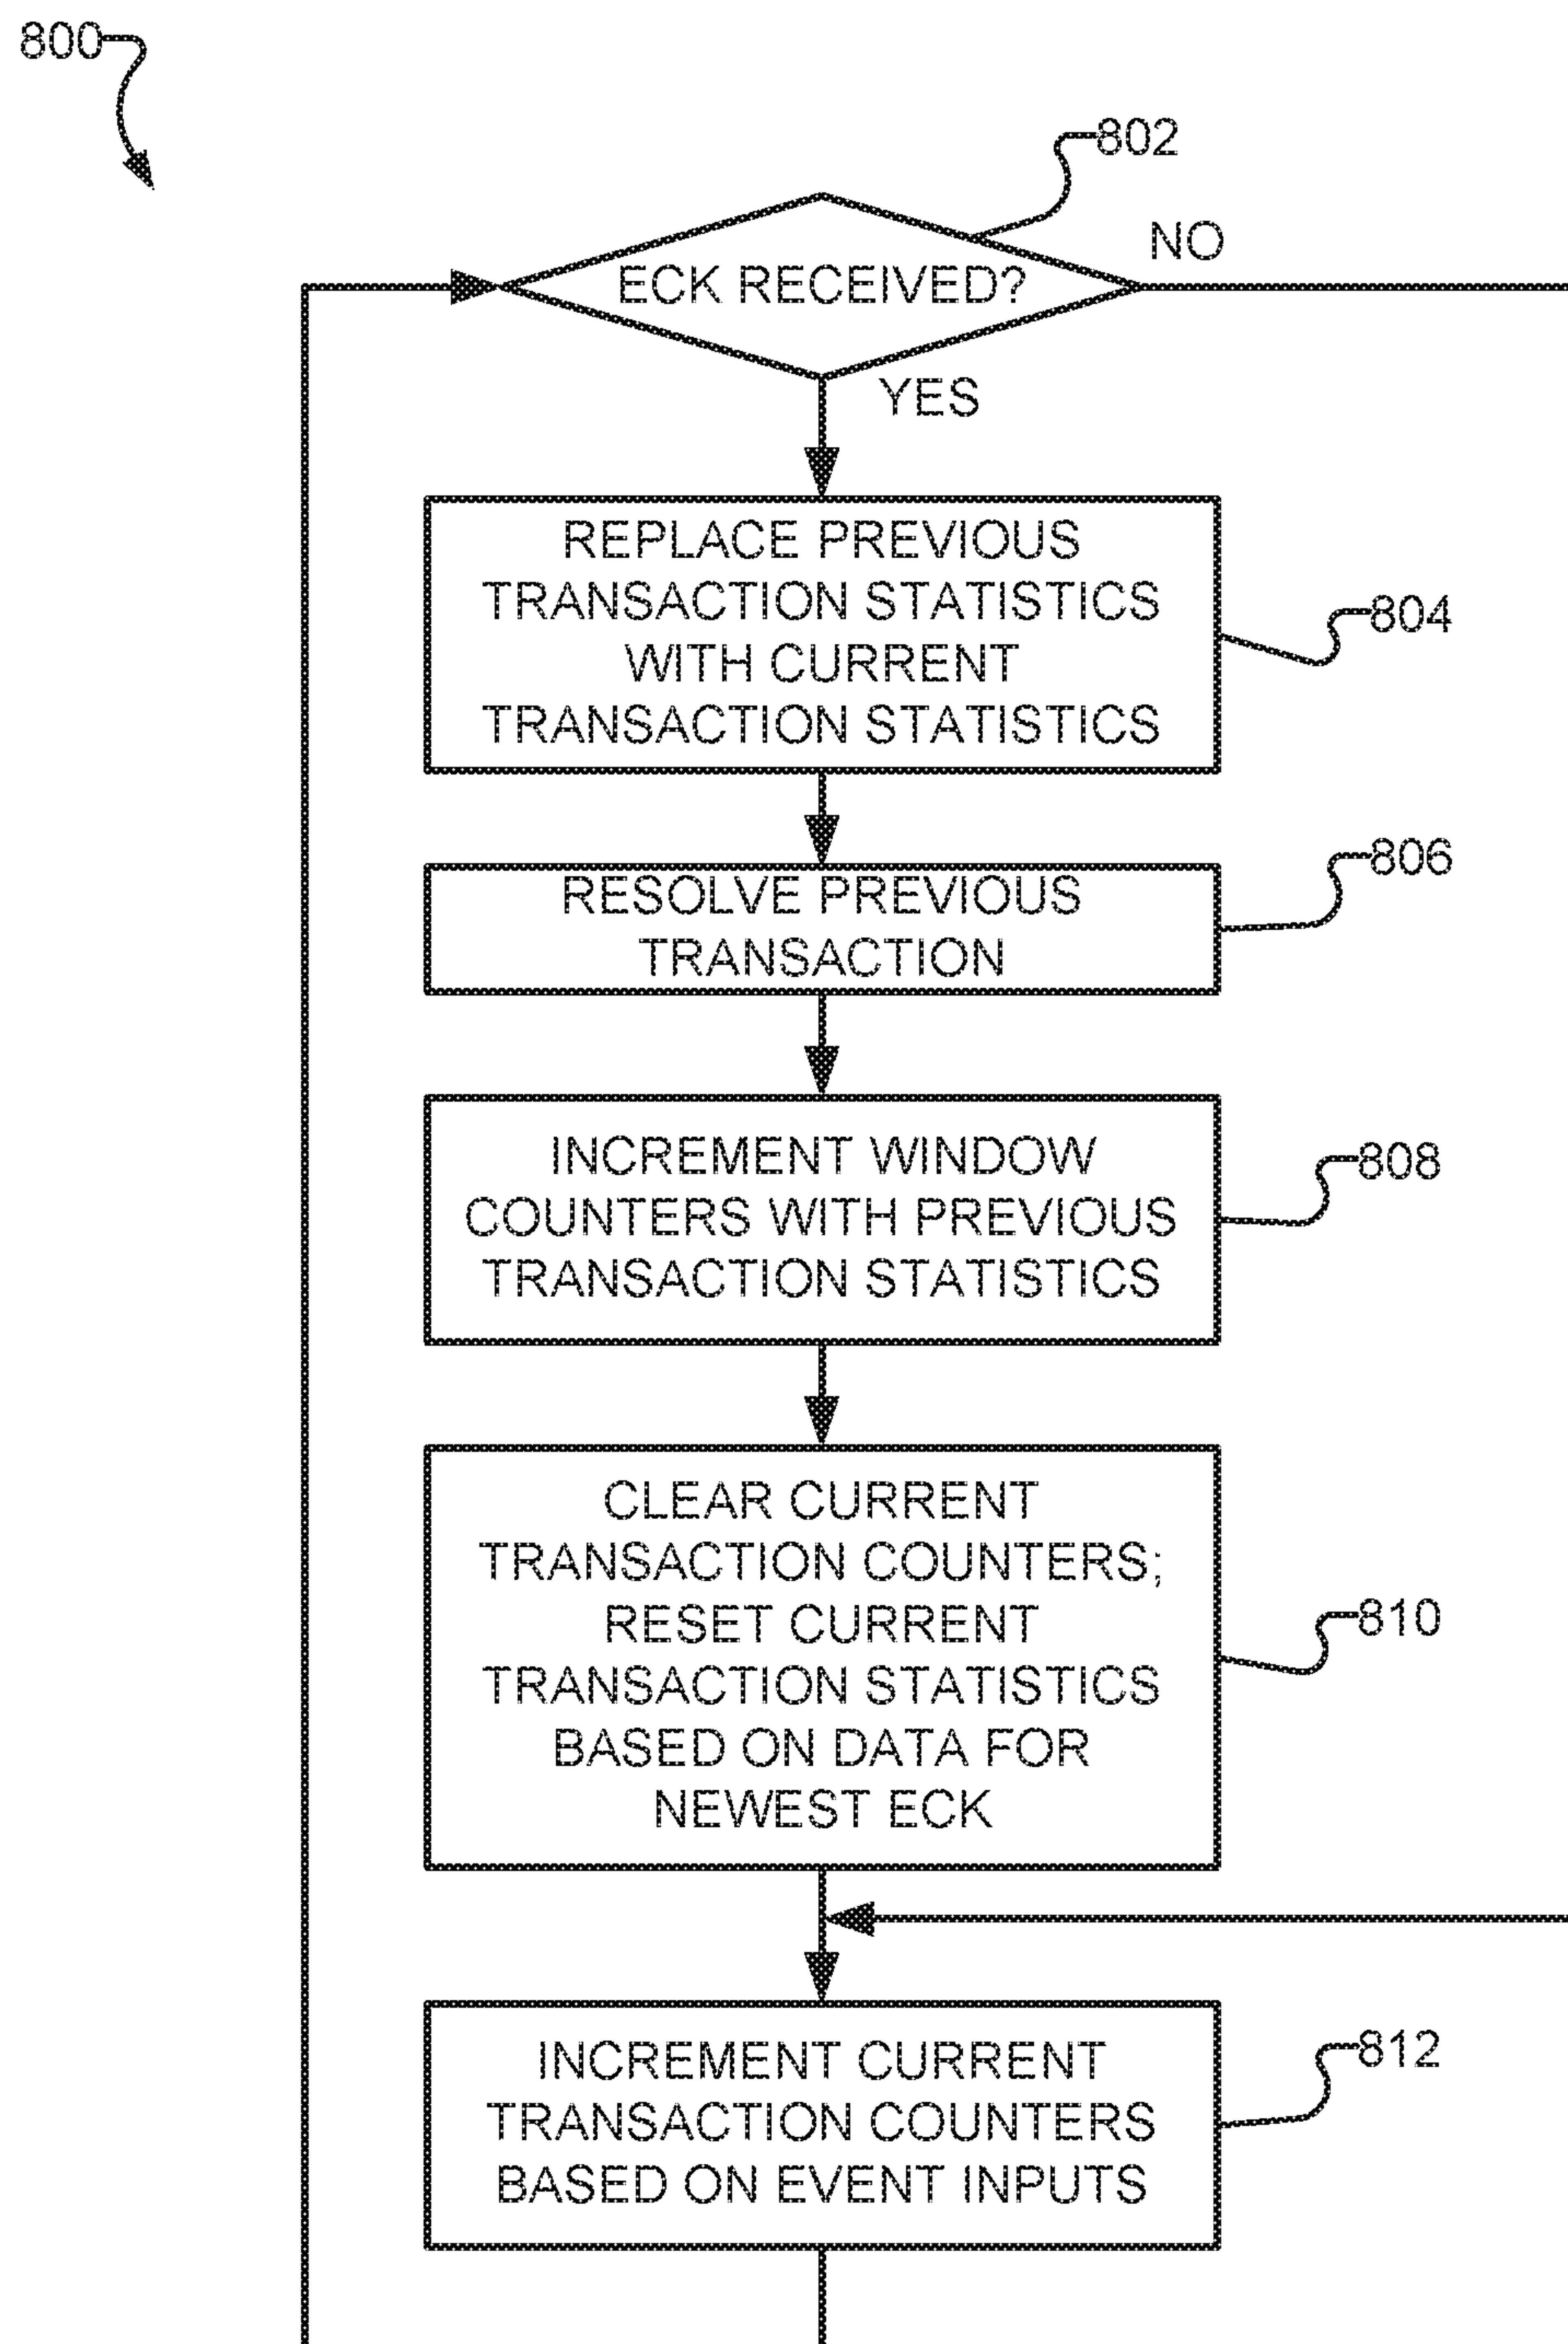 800
802
NO
ECK RECEIVED?
YES
REPLACE PREVIOUS
TRANSACTION STATISTICS
WITH CURRENT
TRANSACTION STATISTICS
804
RESOLVE PREVIOUS
TRANSACTION
806
INCREMENT WINDOW
COUNTERS WITH PREVIOUS
TRANSACTION STATISTICS
808
CLEAR CURRENT
TRANSACTION COUNTERS;
RESET CURRENT
TRANSACTION STATISTICS
BASED ON DATA FOR
NEWEST ECK
810
INCREMENT CURRENT
TRANSACTION COUNTERS
BASED ON EVENT INPUTS
812